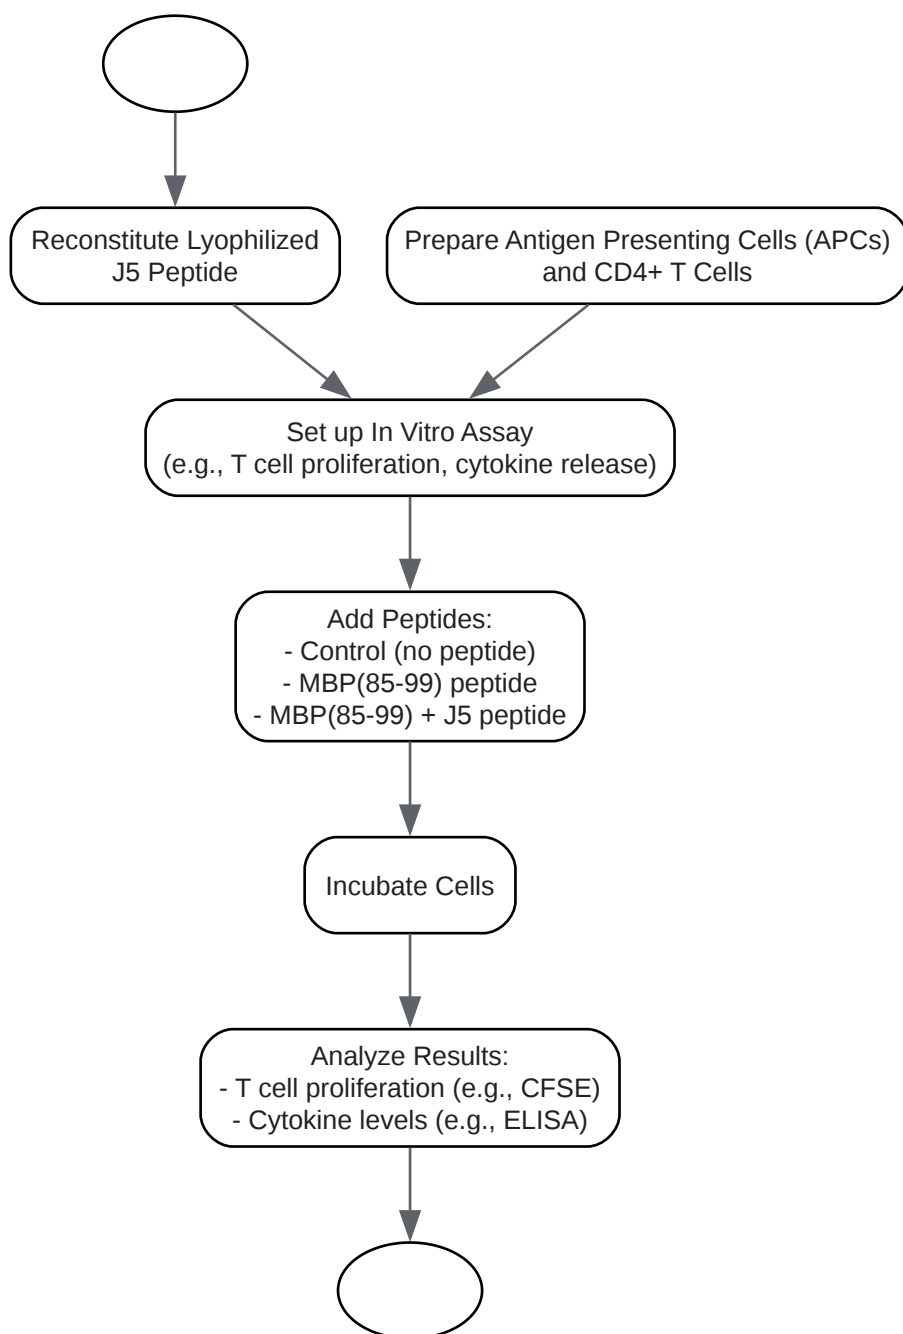 Reconstitute Lyophilized
J5 Peptide
Prepare Antigen Presenting Cells (APCs)
and CD4+ T Cells
Set up In Vitro Assay
(e.g., T cell proliferation, cytokine release)
Add Peptides:
- Control (no peptide)
- MBP(85-99) peptide
- MBP(85-99) + J5 peptide
Incubate Cells
Analyze Results:
- T cell proliferation (e.g., CFSE)
- Cytokine levels (e.g., ELISA)